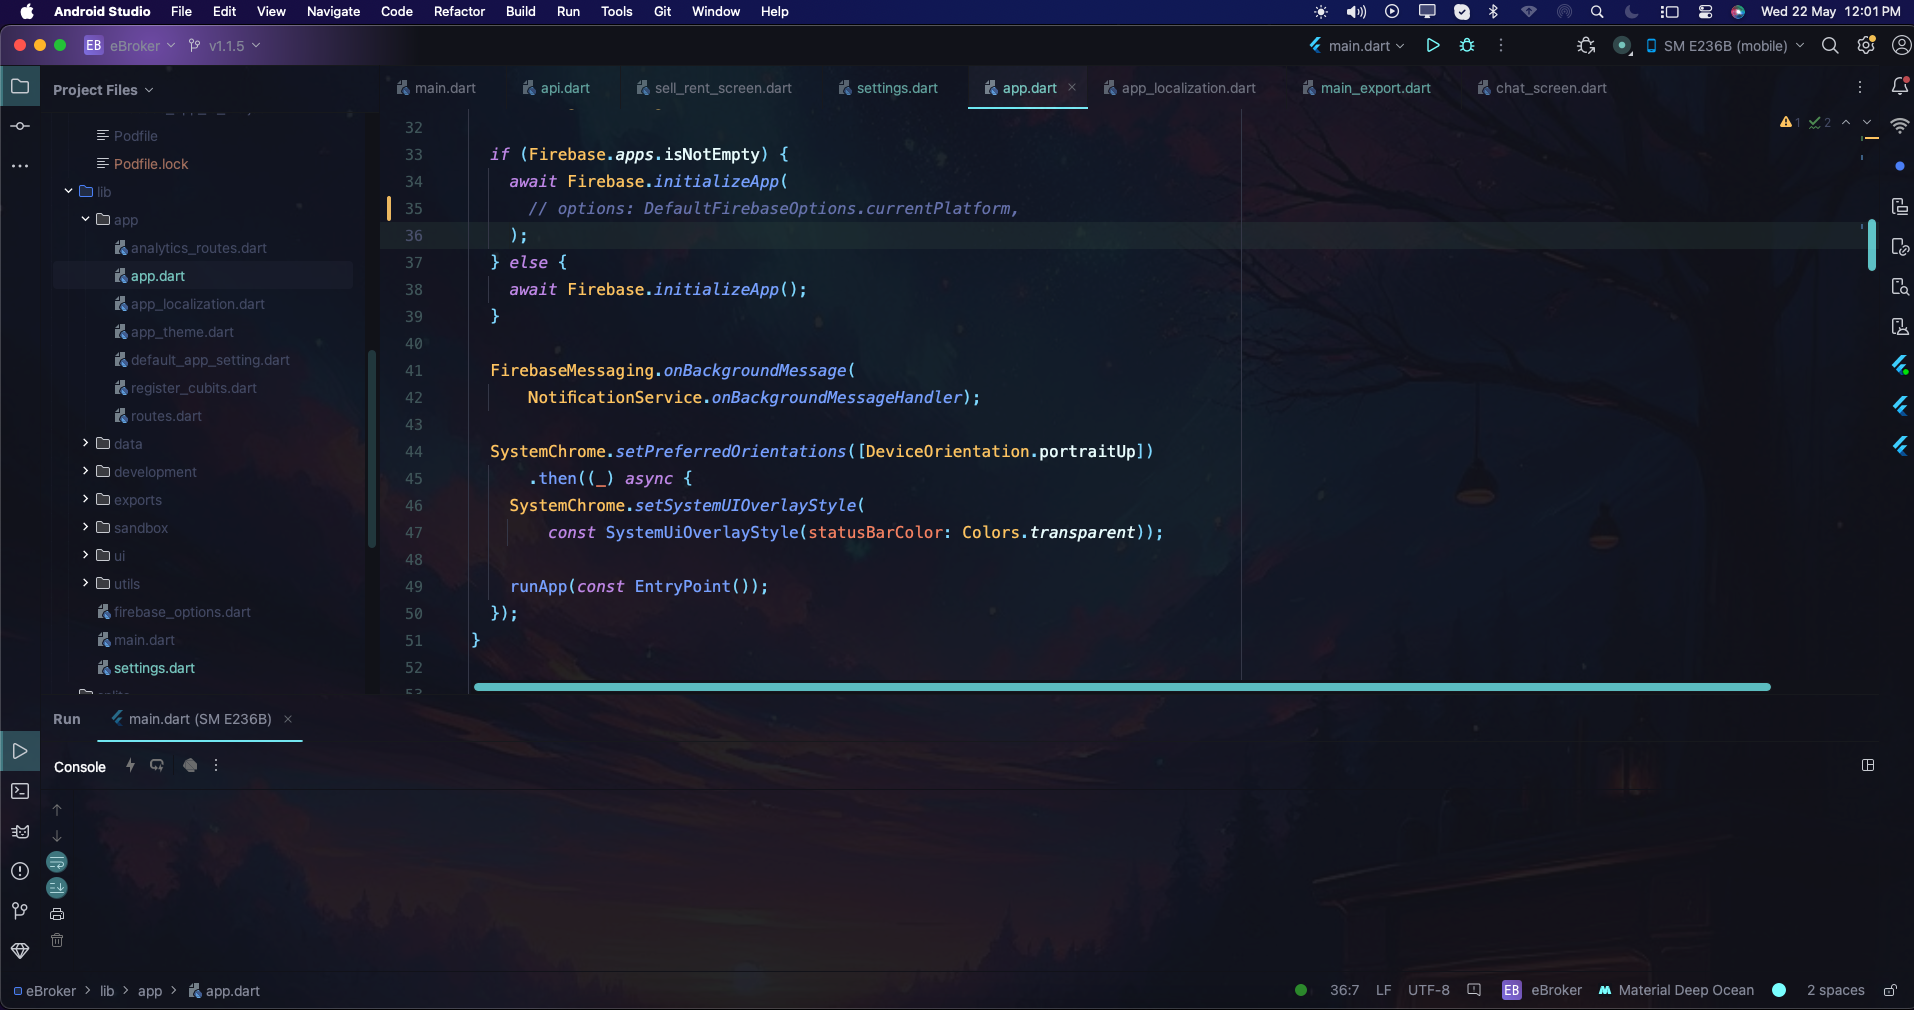 Android Studio File Edit View Navigate Code Refactor Build Run Tools Git Window Help Wed 22 May 12:01 PM
EB eBroker v1.1.5 main.dart SM E236B (mobile)
Project Files
main.dart api.dart sell_rent_screen.dart settings.dart app.dart app_localization.dart main_export.dart chat_screen.dart
Podfile
Podfile.lock
lib
app
analytics_routes.dart
app.dart
app_localization.dart
app_theme.dart
default_app_setting.dart
register_cubits.dart
routes.dart
data
development
exports
sandbox
ui
utils
firebase_options.dart
main.dart
settings.dart
1 2
32
33 if (Firebase.apps.isNotEmpty) {
34 await Firebase.initializeApp(
35 // options: DefaultFirebaseOptions.currentPlatform,
36 );
37 } else {
38 await Firebase.initializeApp();
39 }
40
41 FirebaseMessaging.onBackgroundMessage(
42 NotificationService.onBackgroundMessageHandler);
43
44 SystemChrome.setPreferredOrientations([DeviceOrientation.portraitUp])
45 .then((_) async {
46 SystemChrome.setSystemUIOverlayStyle(
47 const SystemUiOverlayStyle(statusBarColor: Colors.transparent));
48
49 runApp(const EntryPoint());
50 });
51 }
52
53
Run main.dart (SM E236B)
Console
eBroker lib app app.dart 36:7 LF UTF-8 EB eBroker Material Deep Ocean 2 spaces